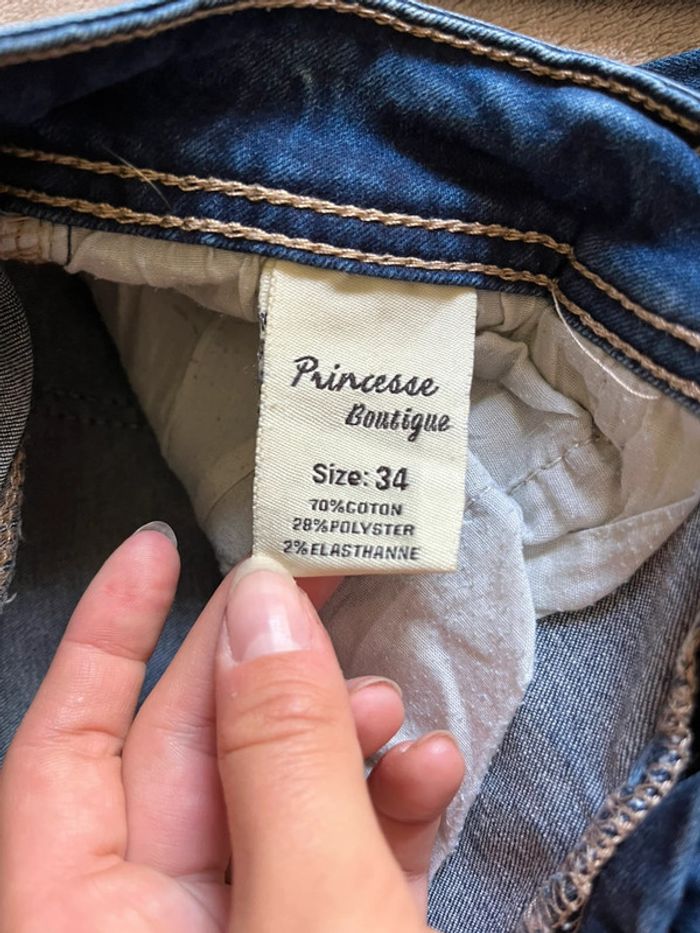 Princesse
Boutique
Size: 34
70%COTON
28%POLYSTER
2%ELASTHANNE